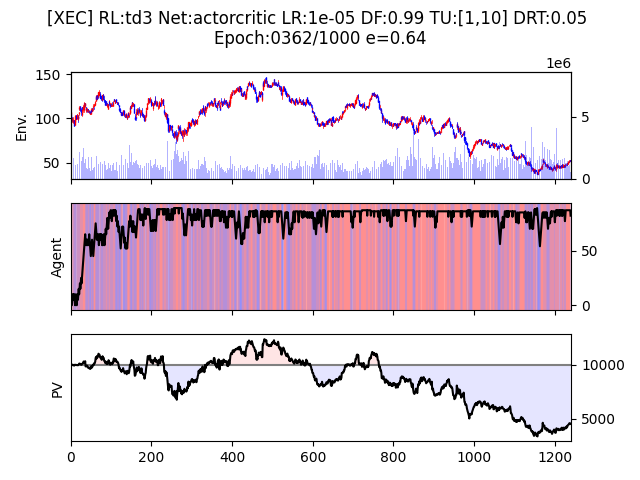 [XEC] RL:td3 Net:actorcritic LR:1e-05 DF:0.99 TU:[1,10] DRT:0.05
Epoch:0362/1000 e=0.64
1e6
150
100
50
Env.
5
0
Agent
50
0
PV
10000
5000
0 200 400 600 800 1000 1200